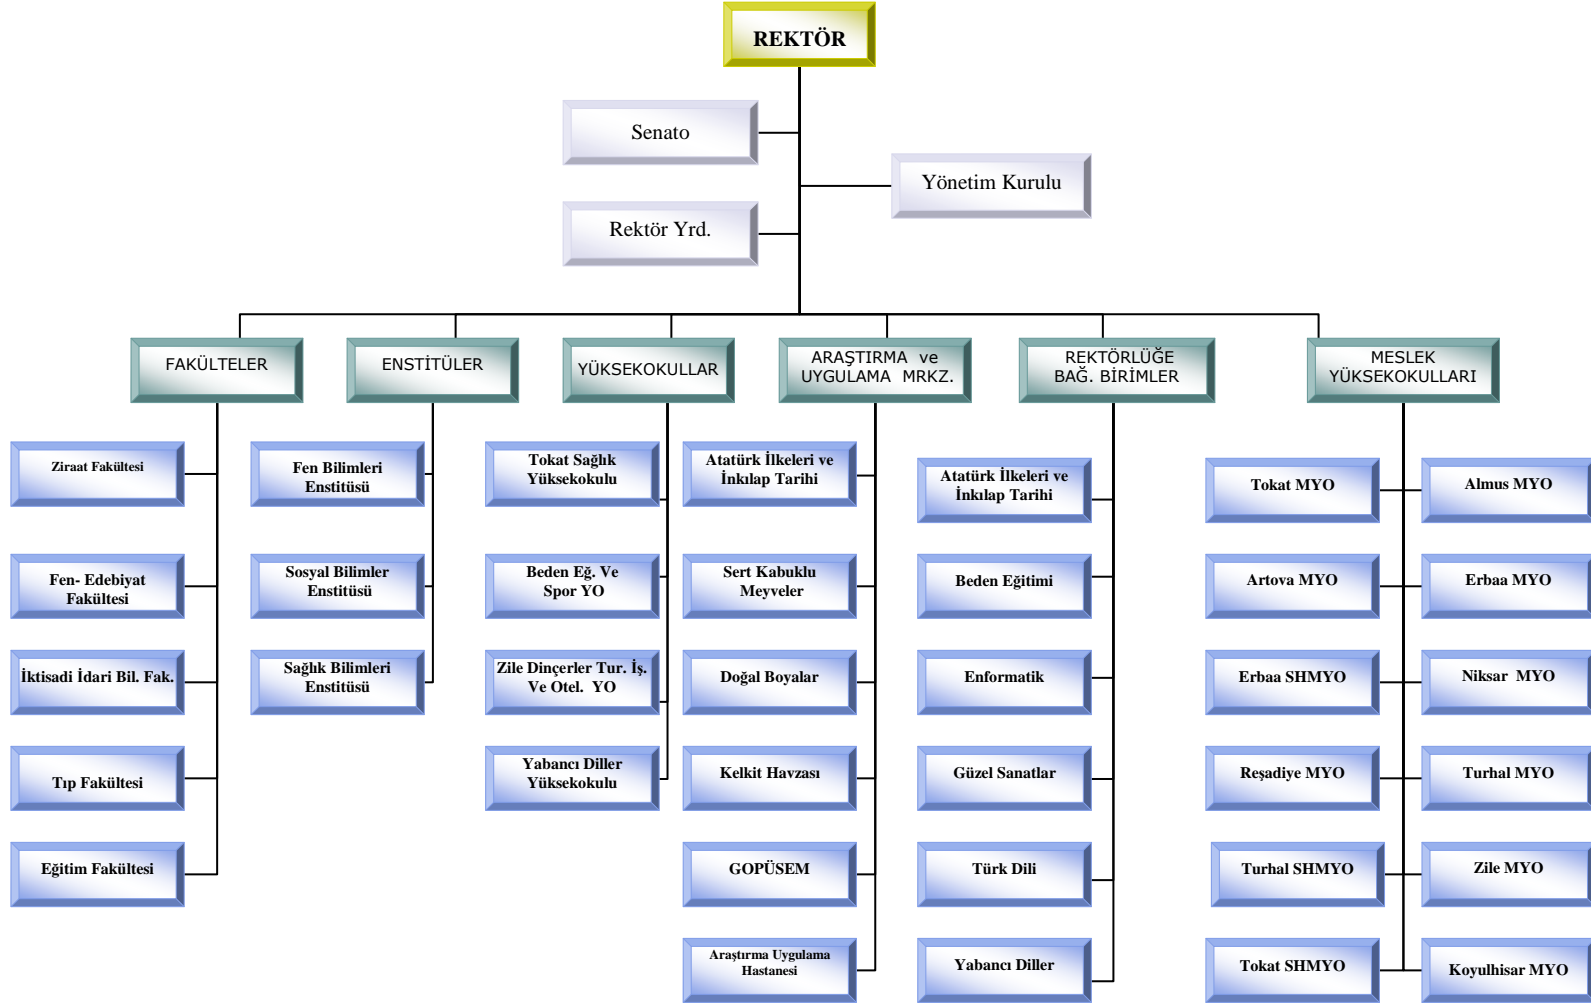 REKTÖR
Senato
Yönetim Kurulu
Rektör Yrd.
FAKÜLTELER
ENSTİTÜLER
YÜKSEKOKULLAR
ARAŞTIRMA ve
UYGULAMA MRKZ.
REKTÖRLÜĞE
BAĞ. BİRİMLER
MESLEK
YÜKSEKOKULLARI
Ziraat Fakültesi
Fen- Edebiyat
Fakültesi
İktisadi İdari Bil. Fak.
Tıp Fakültesi
Eğitim Fakültesi
Fen Bilimleri
Enstitüsü
Sosyal Bilimler
Enstitüsü
Sağlık Bilimleri
Enstitüsü
Tokat Sağlık
Yüksekokulu
Beden Eğ. Ve
Spor YO
Zile Dinçerler Tur. İş.
Ve Otel. YO
Yabancı Diller
Yüksekokulu
Atatürk İlkeleri ve
İnkılap Tarihi
Sert Kabuklu
Meyveler
Doğal Boyalar
Kelkit Havzası
GOPÜSEM
Araştırma Uygulama
Hastanesi
Atatürk İlkeleri ve
İnkılap Tarihi
Beden Eğitimi
Enformatik
Güzel Sanatlar
Türk Dili
Yabancı Diller
Tokat MYO
Artova MYO
Erbaa SHMYO
Reşadiye MYO
Turhal SHMYO
Tokat SHMYO
Almus MYO
Erbaa MYO
Niksar MYO
Turhal MYO
Zile MYO
Koyulhisar MYO